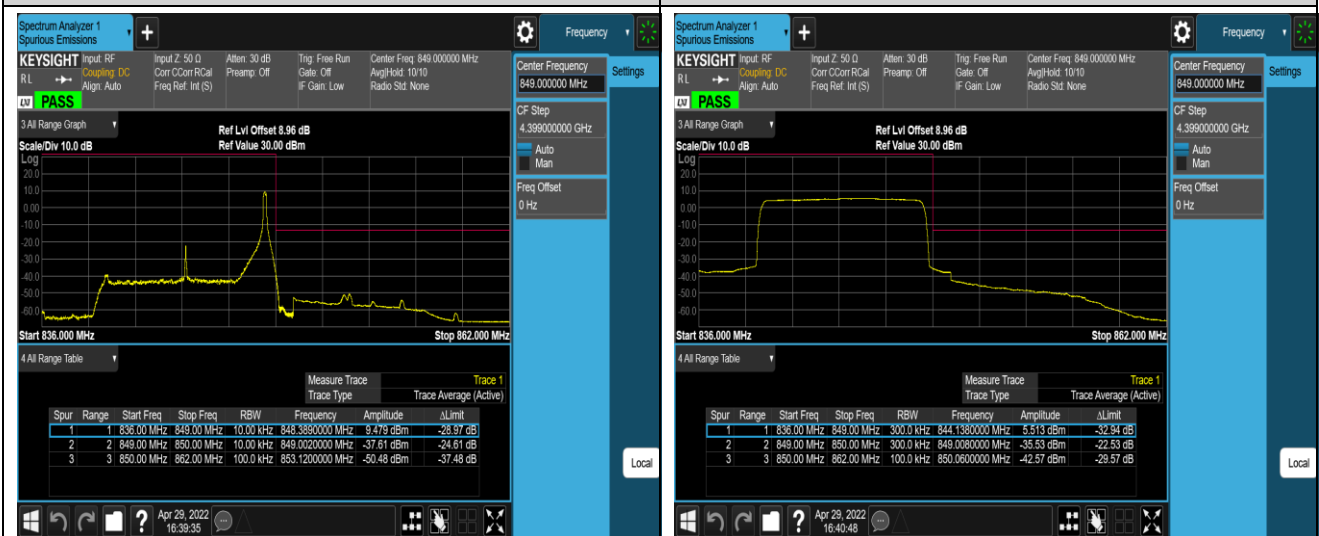 Spectrum Analyzer 1
Spurious Emissions
+
Frequency
KEYSIGHT Input: RF
R L
Coupling: DC
Align: Auto
Input Z: 50 Ω
Corr CCorr RCal
Freq Ref: Int (S)
Atten: 30 dB
Preamp: Off
Trig: Free Run
Gate: Off
IF Gain: Low
Center Freq: 849.000000 MHz
Avg|Hold: 10/10
Radio Std: None
LXI PASS
Center Frequency
849.000000 MHz
Settings
CF Step
4.399000000 GHz
Auto
Man
Freq Offset
0 Hz
3 All Range Graph
Ref Lvl Offset 8.96 dB
Scale/Div 10.0 dB
Ref Value 30.00 dBm
Log
20.0
10.0
0.00
-10.0
-20.0
-30.0
-40.0
-50.0
-60.0
Start 836.000 MHz
Stop 862.000 MHz
4 All Range Table
Measure Trace Trace 1
Trace Type Trace Average (Active)
Spur Range Start Freq Stop Freq RBW Frequency Amplitude ΔLimit
1 1 836.00 MHz 849.00 MHz 10.00 kHz 848.3890000 MHz 9.479 dBm -28.97 dB
2 2 849.00 MHz 850.00 MHz 10.00 kHz 849.0020000 MHz -37.61 dBm -24.61 dB
3 3 850.00 MHz 862.00 MHz 100.0 kHz 853.1200000 MHz -50.48 dBm -37.48 dB
Local
? Apr 29, 2022
16:39:35
Spectrum Analyzer 1
Spurious Emissions
+
Frequency
KEYSIGHT Input: RF
R L
Coupling: DC
Align: Auto
Input Z: 50 Ω
Corr CCorr RCal
Freq Ref: Int (S)
Atten: 30 dB
Preamp: Off
Trig: Free Run
Gate: Off
IF Gain: Low
Center Freq: 849.000000 MHz
Avg|Hold: 10/10
Radio Std: None
LXI PASS
Center Frequency
849.000000 MHz
Settings
CF Step
4.399000000 GHz
Auto
Man
Freq Offset
0 Hz
3 All Range Graph
Ref Lvl Offset 8.96 dB
Scale/Div 10.0 dB
Ref Value 30.00 dBm
Log
20.0
10.0
0.00
-10.0
-20.0
-30.0
-40.0
-50.0
-60.0
Start 836.000 MHz
Stop 862.000 MHz
4 All Range Table
Measure Trace Trace 1
Trace Type Trace Average (Active)
Spur Range Start Freq Stop Freq RBW Frequency Amplitude ΔLimit
1 1 836.00 MHz 849.00 MHz 300.0 kHz 844.1380000 MHz 5.513 dBm -32.94 dB
2 2 849.00 MHz 850.00 MHz 300.0 kHz 849.0080000 MHz -35.53 dBm -22.53 dB
3 3 850.00 MHz 862.00 MHz 100.0 kHz 850.0600000 MHz -42.57 dBm -29.57 dB
Local
? Apr 29, 2022
16:40:48